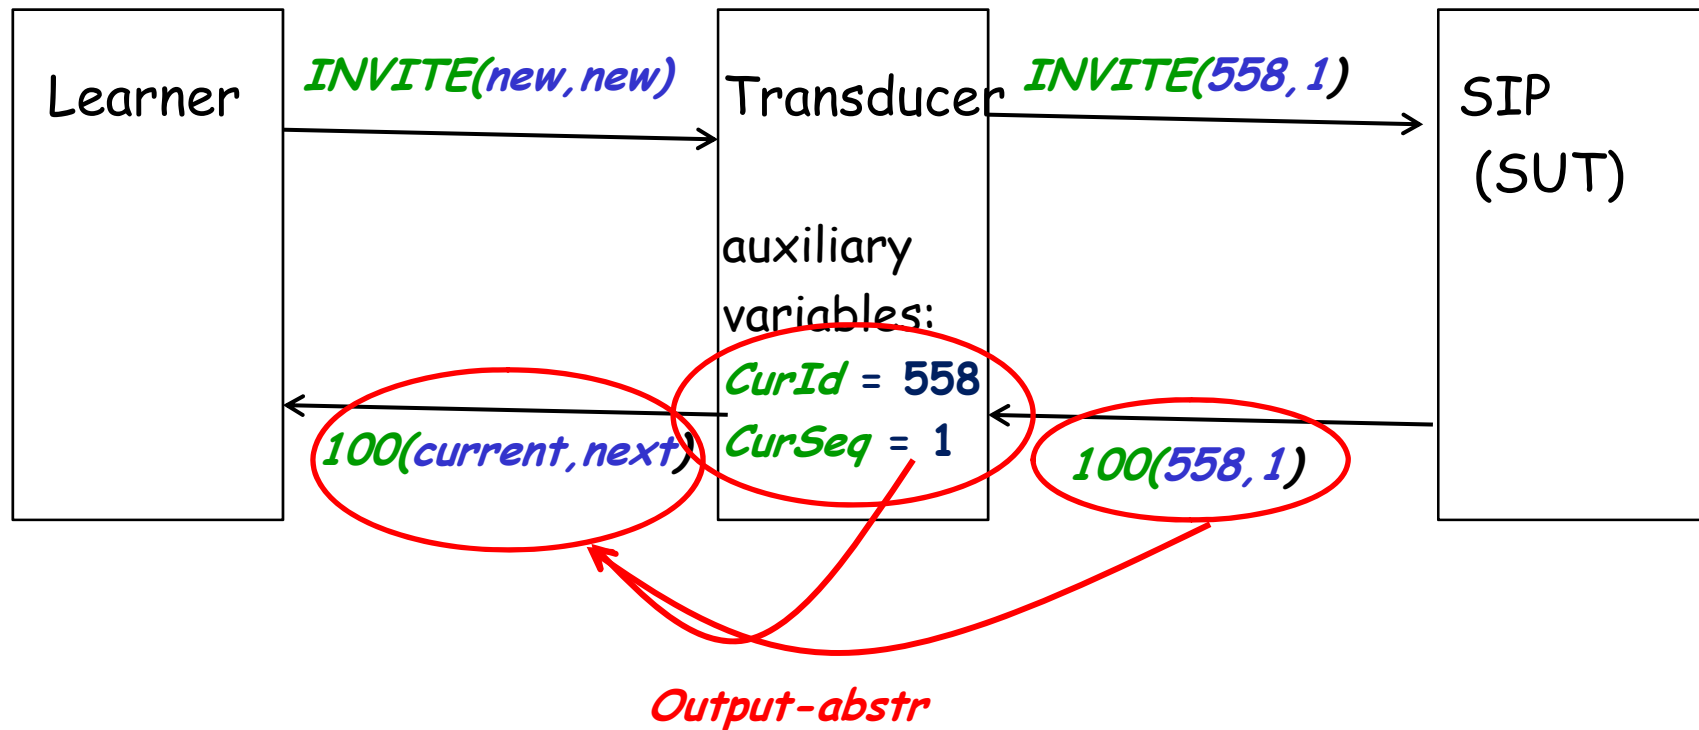 Learner
INVITE(new,new)
Transducer
INVITE(558,1)
SIP
(SUT)
auxiliary
variables:
CurId = 558
CurSeq = 1
100(current,next)
100(558,1)
Output-abstr